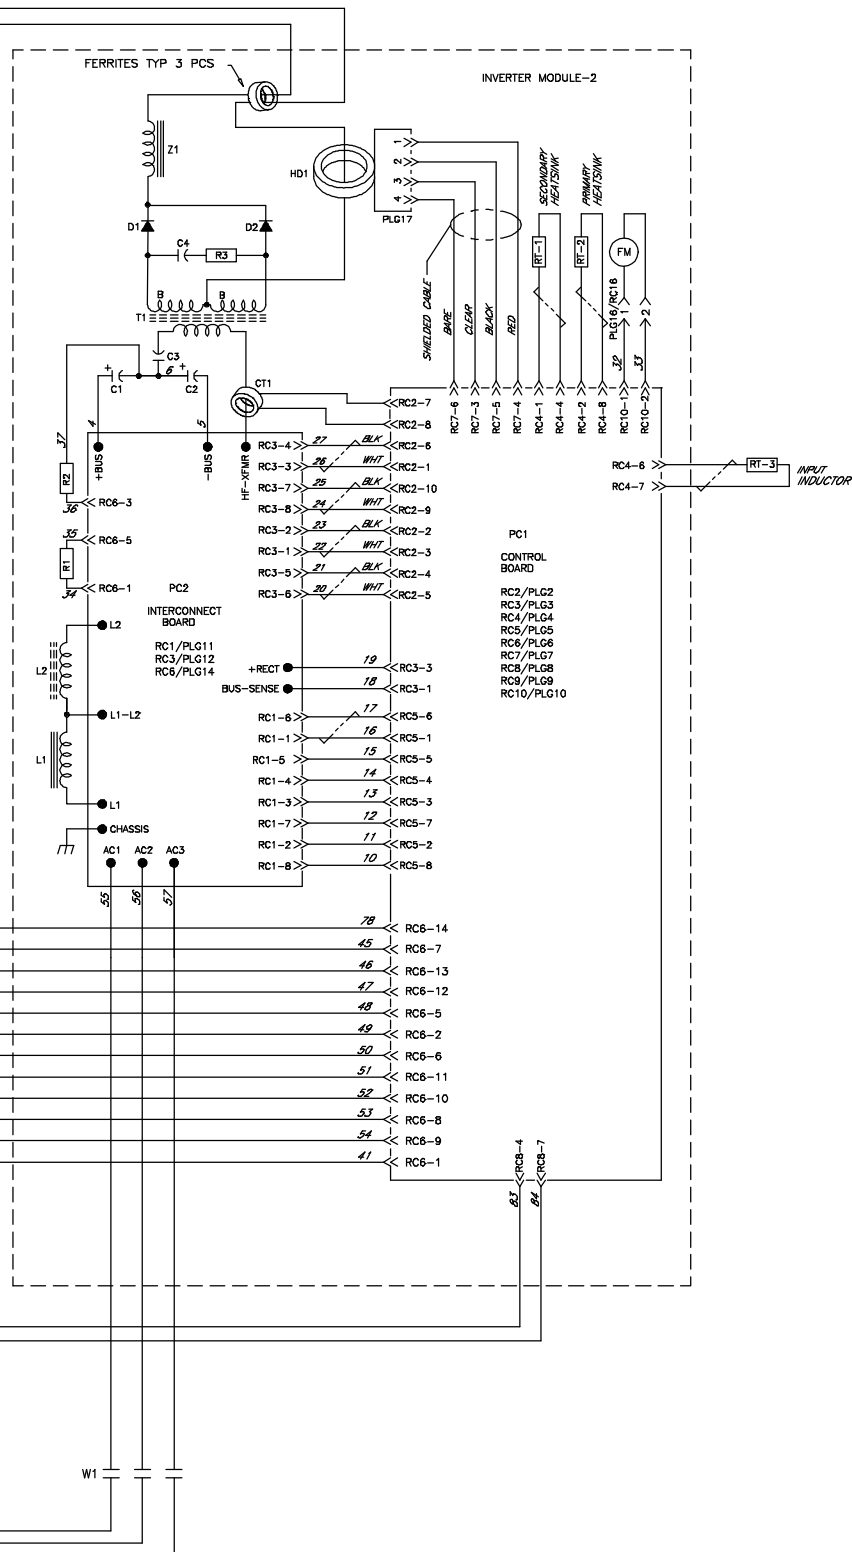 FERRITES TYP 3 PCS
INVERTER MODULE-2
Z1
HD1
1
2
3
4
PLG17
SECONDARY
HEATSINK
PRIMARY
HEATSINK
D1
D2
C4
R3
RT-1
RT-2
FM
B
B
T1
SHIELDED CABLE
BARE
CLEAR
BLACK
RED
PLG16/RC16
1
2
32
33
C3
6
+
C1
+
C2
CT1
4
5
37
+BUS
-BUS
HF-XFMR
RC7-6
RC7-3
RC7-5
RC7-4
RC4-1
RC4-4
RC4-2
RC4-8
RC10-1
RC10-2
RC2-7
RC2-8
RC3-4 27 BLK RC2-6
RC3-3 26 WHT RC2-1
RC3-7 25 BLK RC2-10
RC3-8 24 WHT RC2-9
RC3-2 23 BLK RC2-2
RC3-1 22 WHT RC2-3
RC3-5 21 BLK RC2-4
RC3-6 20 WHT RC2-5
RC4-6
RC4-7
RT-3
INPUT
INDUCTOR
R2
36
RC6-3
35
RC6-5
R1
34
RC6-1
PC2
INTERCONNECT
BOARD
RC1/PLG11
RC3/PLG12
RC6/PLG14
PC1
CONTROL
BOARD
RC2/PLG2
RC3/PLG3
RC4/PLG4
RC5/PLG5
RC6/PLG6
RC7/PLG7
RC8/PLG8
RC9/PLG9
RC10/PLG10
L2
L2
L1-L2
L1
L1
CHASSIS
+RECT 19 RC3-3
BUS-SENSE 18 RC3-1
RC1-6 17 RC5-6
RC1-1 16 RC5-1
RC1-5 15 RC5-5
RC1-4 14 RC5-4
RC1-3 13 RC5-3
RC1-7 12 RC5-7
RC1-2 11 RC5-2
RC1-8 10 RC5-8
AC1
AC2
AC3
55
56
57
78 RC6-14
45 RC6-7
46 RC6-13
47 RC6-12
48 RC6-5
49 RC6-2
50 RC6-6
51 RC6-11
52 RC6-10
53 RC6-8
54 RC6-9
41 RC6-1
RC8-4
RC8-7
83
84
W1